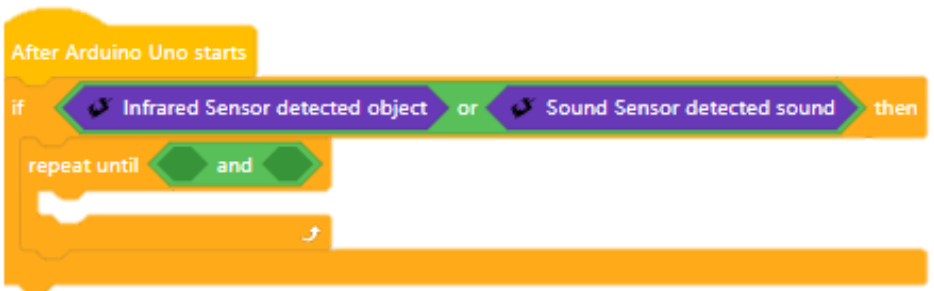 After Arduino Uno starts
if Infrared Sensor detected object or Sound Sensor detected sound then
repeat until and